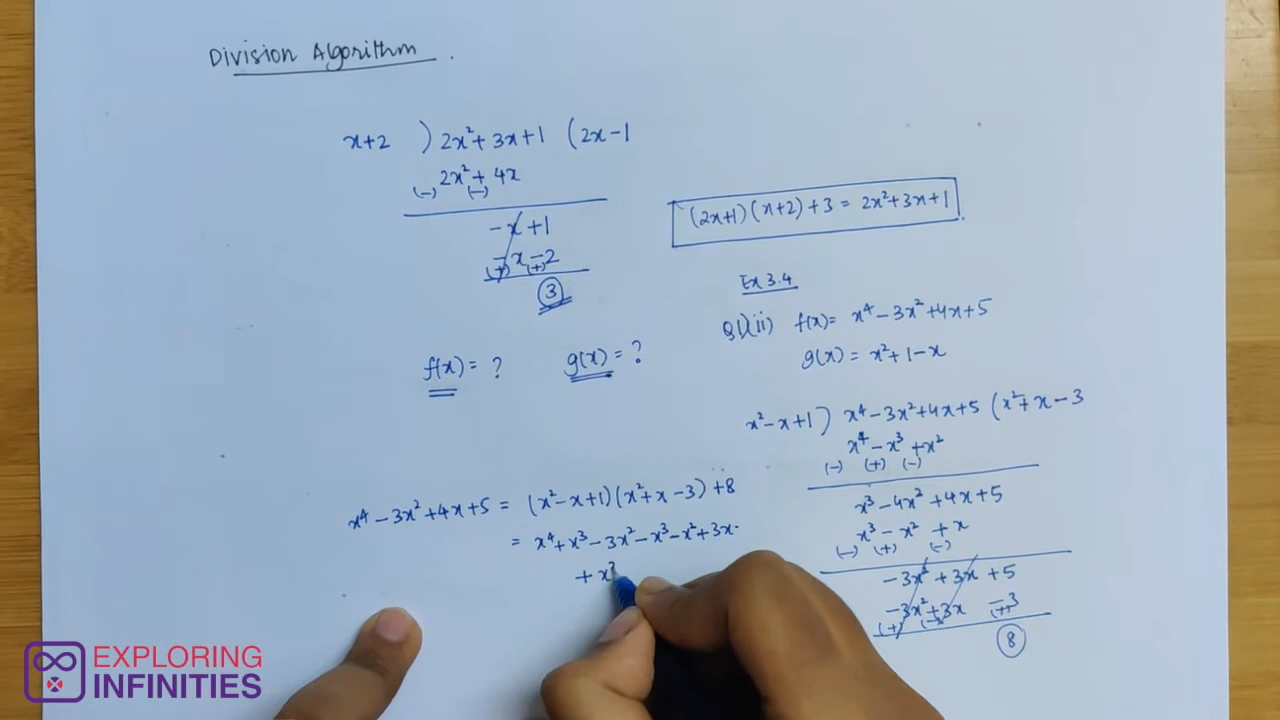 Division Algorithm.
x+2 ) 2x²+ 3x+1 (2x-1
(-) 2x²+ (-) 4x
-x+1
-x-2
(+) (+)
3
(2x+1)(x+2)+3 = 2x²+3x+1.
f(x) = ? g(x) = ?
Ex 3.4
Q1)(ii) f(x) = x⁴-3x²+4x+5
g(x) = x²+1-x
x²-x+1) x⁴-3x²+4x+5 (x²+x-3
x⁴-x³+x²
(-) (+) (-)
x³-4x²+4x+5
x³-x²+x
(-) (+) (-)
-3x²+3x+5
-3x²+3x-3
(+) (-) (+)
8
x⁴-3x²+4x+5 = (x²-x+1)(x²+x-3)+8
= x⁴+x³-3x²-x³-x²+3x.
+x²
EXPLORING
INFINITIES